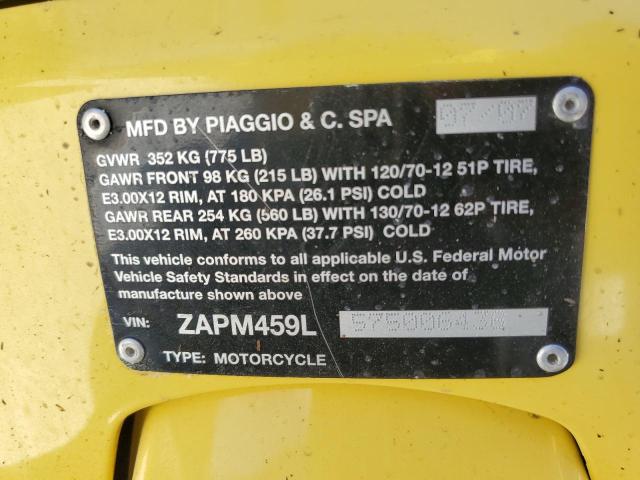 MFD BY PIAGGIO & C. SPA 07/07
GVWR 352 KG (775 LB)
GAWR FRONT 98 KG (215 LB) WITH 120/70-12 51P TIRE,
E3.00X12 RIM, AT 180 KPA (26.1 PSI) COLD
GAWR REAR 254 KG (560 LB) WITH 130/70-12 62P TIRE,
E3.00X12 RIM, AT 260 KPA (37.7 PSI) COLD
This vehicle conforms to all applicable U.S. Federal Motor
Vehicle Safety Standards in effect on the date of
manufacture shown above
VIN: ZAPM459L
TYPE: MOTORCYCLE